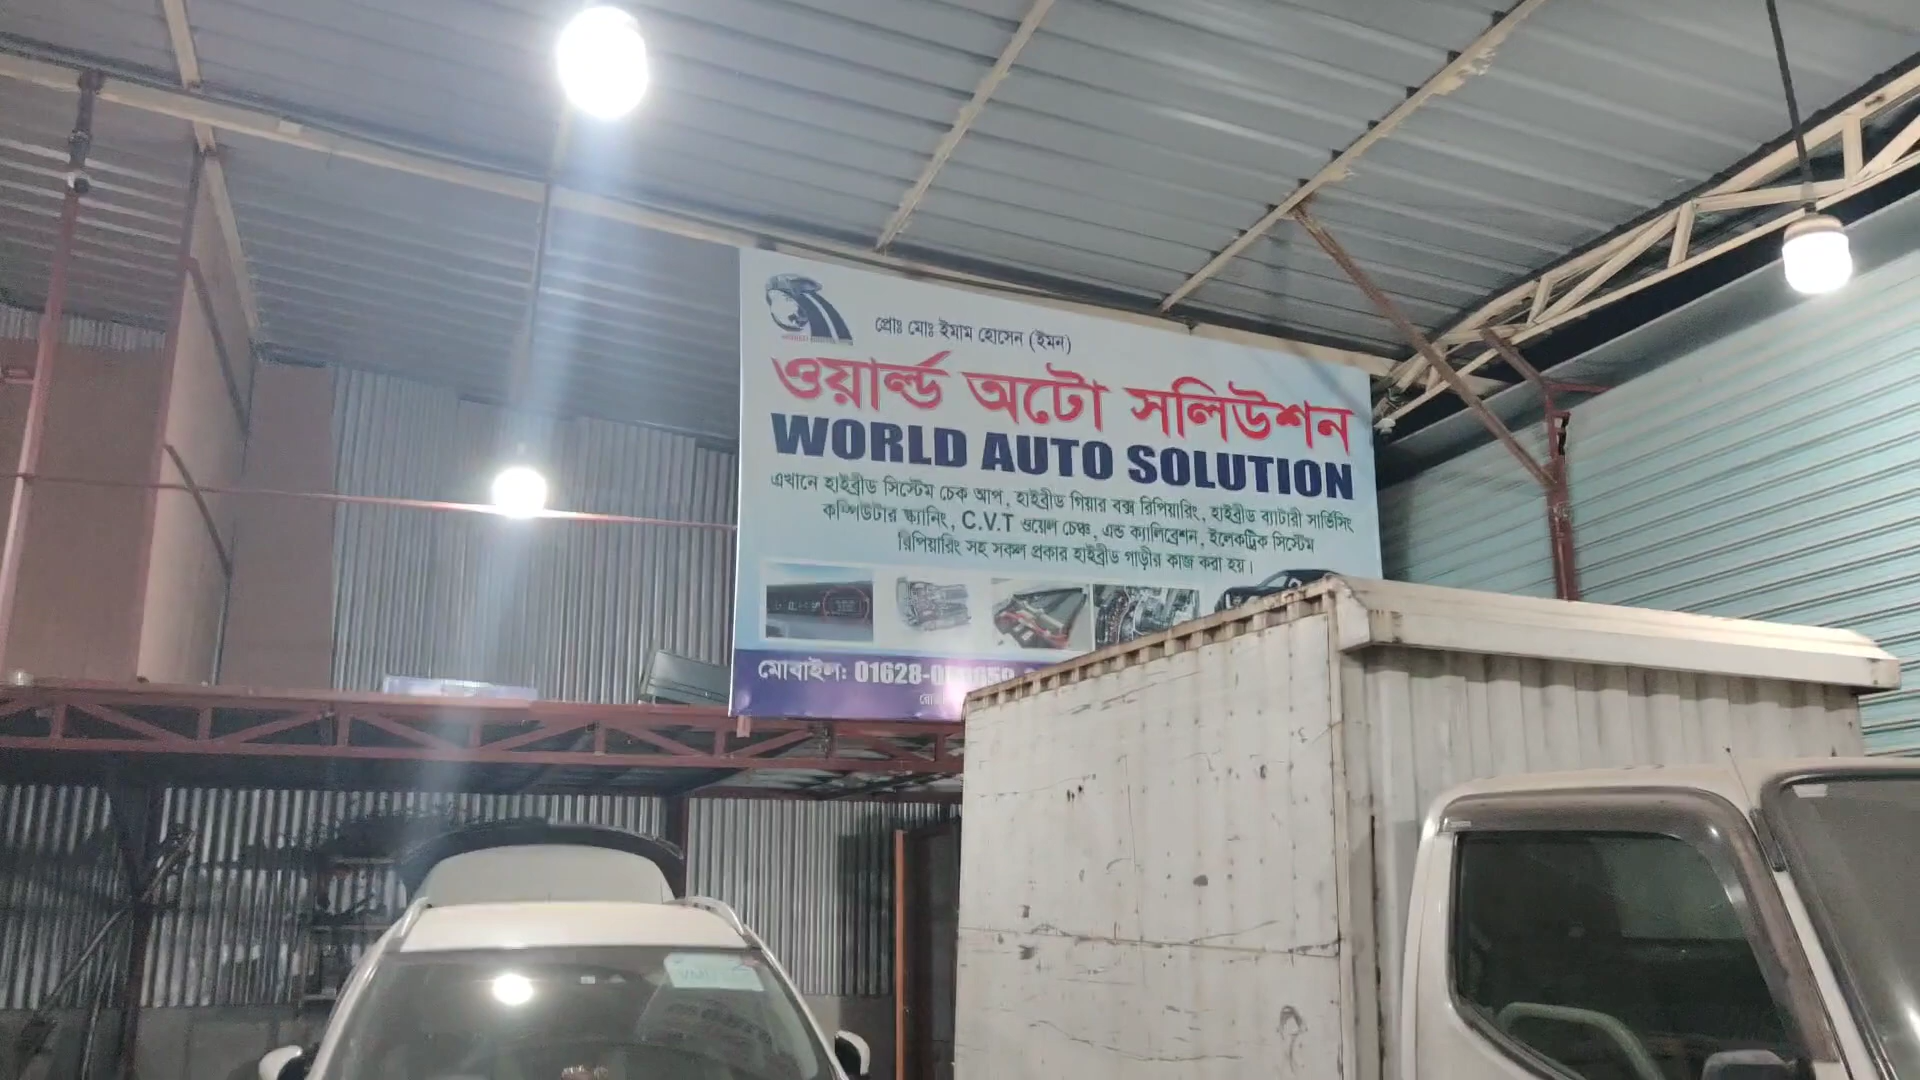 প্রোঃ মোঃ ইমাম হোসেন (ইমন)
ওয়ার্ল্ড অটো সলিউশন
WORLD AUTO SOLUTION
এখানে হাইব্রীড সিস্টেম চেক আপ, হাইব্রীড গিয়ার বক্স রিপিয়ারিং, হাইব্রীড ব্যাটারী সার্ভিসিং
কম্পিউটার স্ক্যানিং, C.V.T ওয়েল চেঞ্জ, এন্ড ক্যালিব্রেশন, ইলেকট্রিক সিস্টেম
রিপিয়ারিং সহ সকল প্রকার হাইব্রীড গাড়ীর কাজ করা হয়।
মোবাইল: 01628-